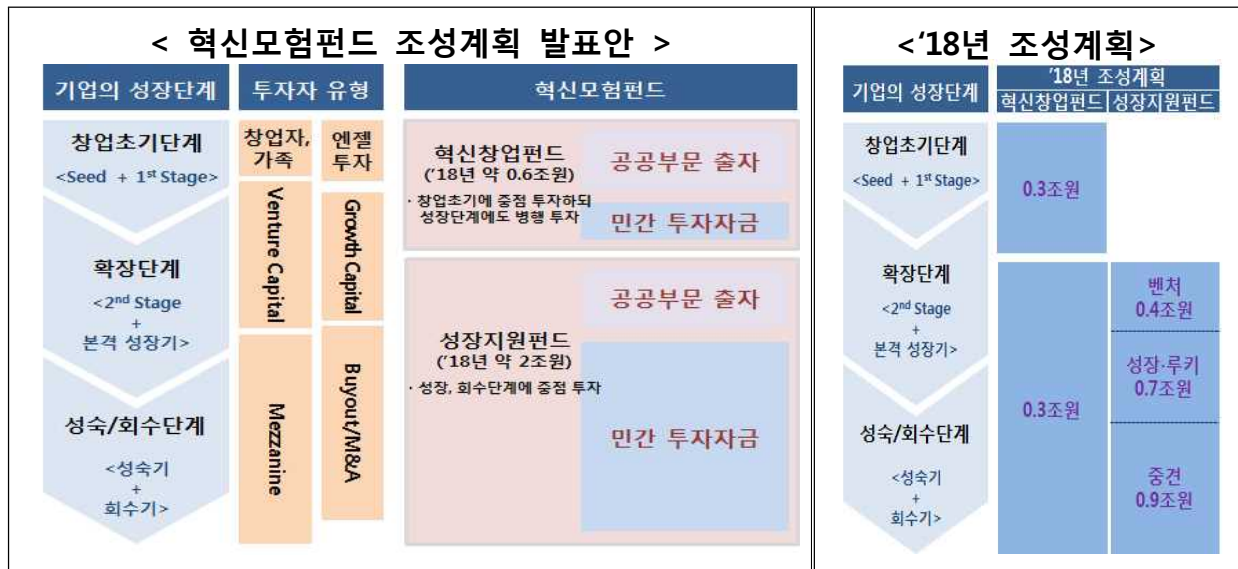 < 혁신모험펀드 조성계획 발표안 >
기업의 성장단계
투자자 유형
혁신모험펀드
창업초기단계
<Seed + 1st Stage>
확장단계
<2nd Stage
+
본격 성장기>
성숙/회수단계
<성숙기
+
회수기>
창업자,
가족
엔젤
투자
Venture Capital
Growth Capital
Mezzanine
Buyout/M&A
혁신창업펀드
('18년 약 0.6조원)
· 창업초기에 중점 투자하되
성장단계에도 병행 투자
공공부문 출자
민간 투자자금
성장지원펀드
('18년 약 2조원)
· 성장, 회수단계에 중점 투자
공공부문 출자
민간 투자자금
<'18년 조성계획>
기업의 성장단계
'18년 조성계획
혁신창업펀드 성장지원펀드
창업초기단계
<Seed + 1st Stage>
확장단계
<2nd Stage
+
본격 성장기>
성숙/회수단계
<성숙기
+
회수기>
0.3조원
0.3조원
벤처
0.4조원
성장·루키
0.7조원
중견
0.9조원